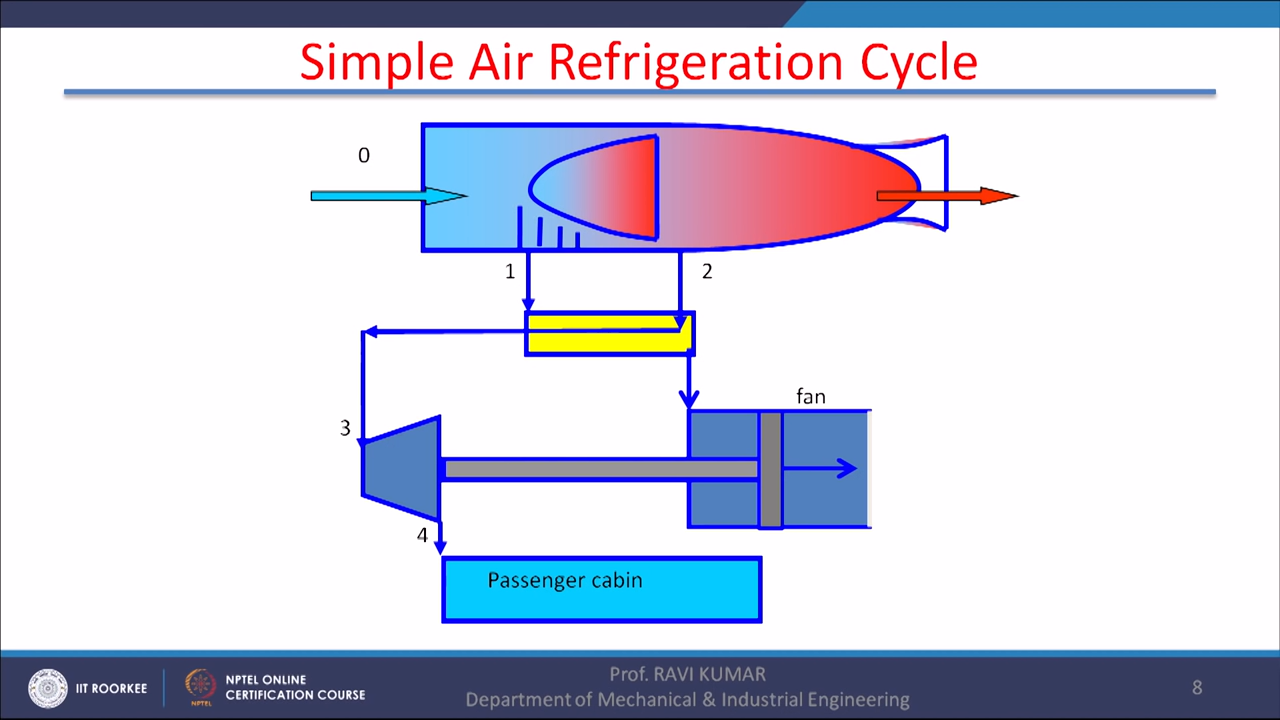 Simple Air Refrigeration Cycle
0
1
2
fan
3
4
Passenger cabin
IIT ROORKEE
NPTEL ONLINE
CERTIFICATION COURSE
NPTEL
Prof. RAVI KUMAR
Department of Mechanical & Industrial Engineering
8